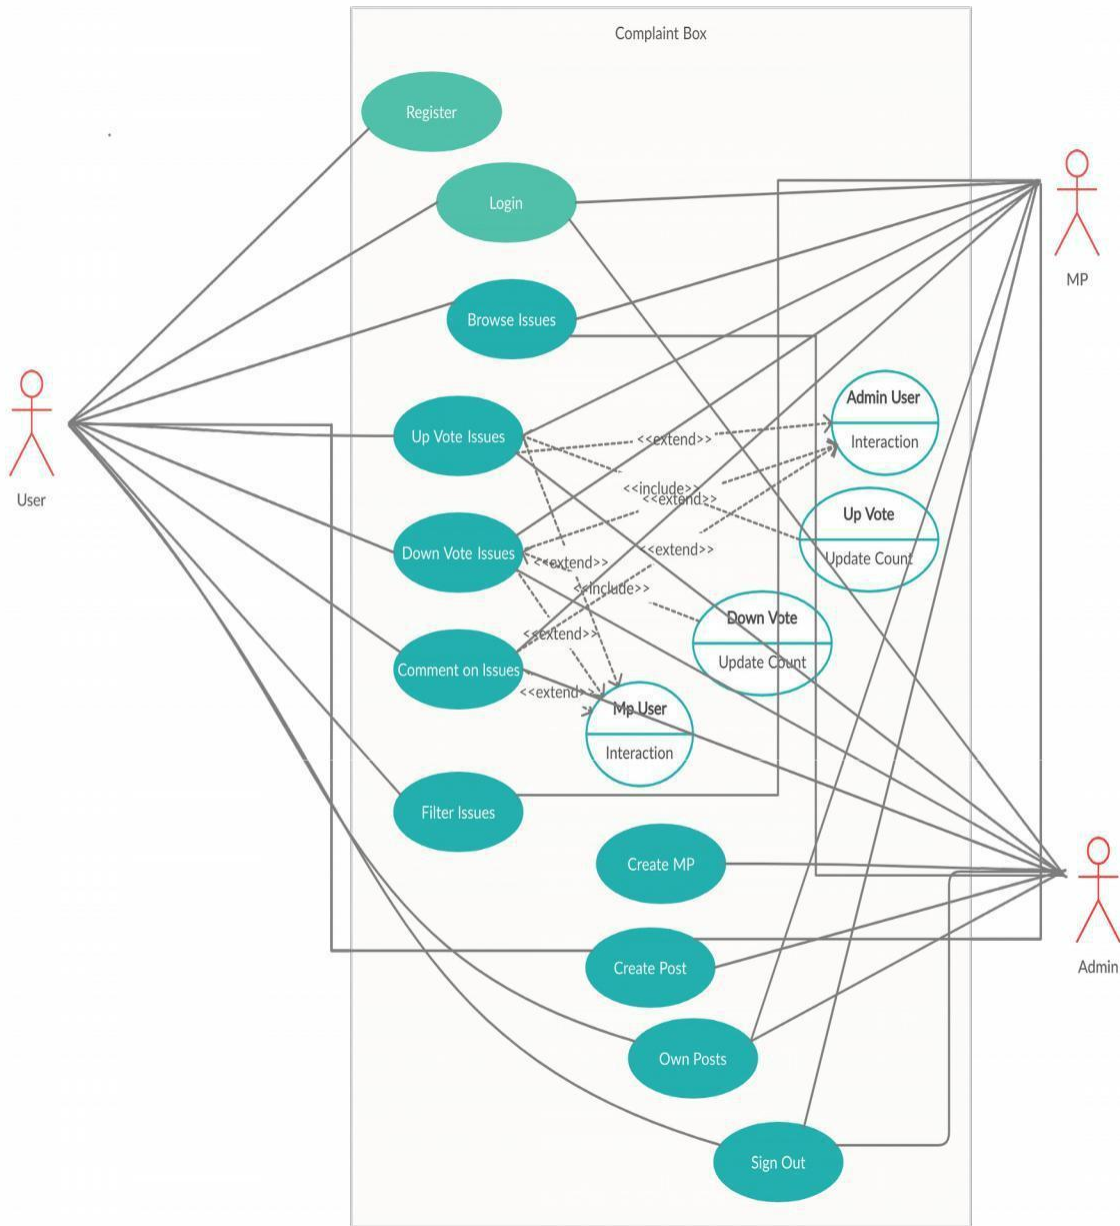 Complaint Box
Register
Login
MP
Browse Issues
Admin User
Interaction
Up Vote Issues
<<extend>>
User
<<include>>
<<extend>>
Up Vote
Update Count
Down Vote Issues
<<extend>>
<<extend>>
<<include>>
Down Vote
Update Count
<<extend>>
Comment on Issues
<<extend>>
Mp User
Interaction
Filter Issues
Create MP
Create Post
Admin
Own Posts
Sign Out